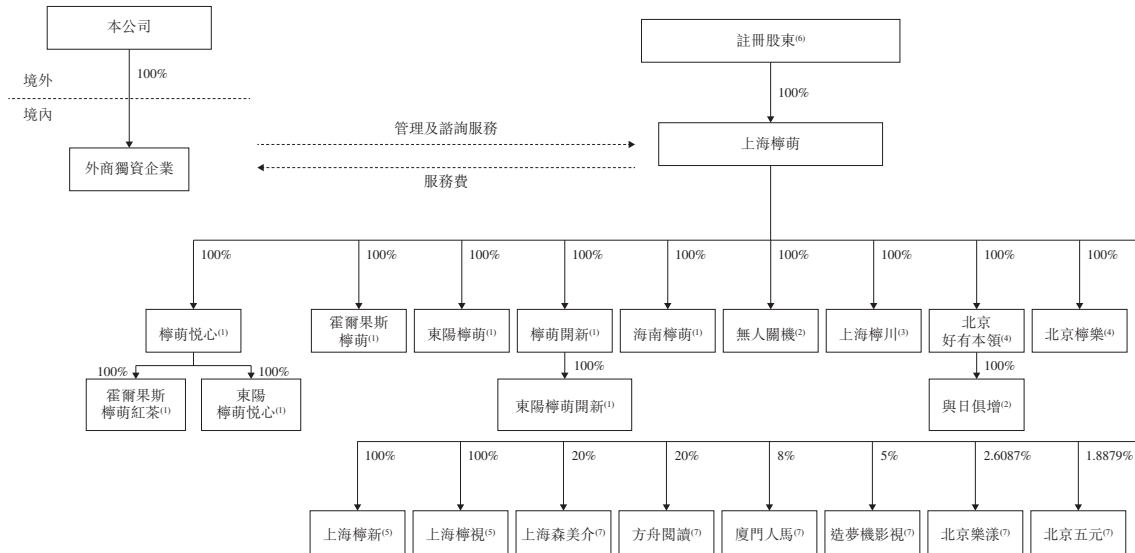 本公司
註冊股東(6)
100%
境外
境內
100%
外商獨資企業
管理及諮詢服務
服務費
上海檸萌
100%
100%
100%
100%
100%
100%
100%
100%
100%
檸萌悅心(1)
霍爾果斯
檸萌(1)
東陽檸萌(1)
檸萌開新(1)
海南檸萌(1)
無人關機(2)
上海檸川(3)
北京
好有本領(4)
北京檸樂(4)
100%
100%
100%
100%
霍爾果斯
檸萌紅茶(1)
東陽
檸萌悅心(1)
東陽檸萌開新(1)
與日俱增(2)
100%
100%
20%
20%
8%
5%
2.6087%
1.8879%
上海檸新(5)
上海檸視(5)
上海森美介(7)
方舟閱讀(7)
廈門人馬(7)
造夢機影視(7)
北京樂漾(7)
北京五元(7)